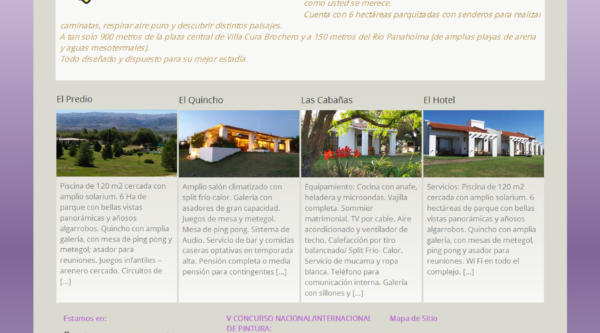 como usted se merece.
Cuenta con 6 hectáreas parquizadas con senderos para realizar
caminatas, respirar aire puro y descubrir distintos paisajes.
A tan solo 900 metros de la plaza central de Villa Cura Brochero y a 150 metros del Río Panaholma (de amplias playas de arena
y aguas mesotermales).
Todo diseñado y dispuesto para su mejor estadía.
El Predio
Piscina de 120 m2 cercada con
amplio solarium. 6 Ha de
parque con bellas vistas
panorámicas y añosos
algarrobos. Quincho con amplia
galería, con mesa de ping pong y
metegol; asador para
reuniones. Juegos infantiles –
arenero cercado. Circuitos de
[...]
El Quincho
Amplio salón climatizado con
split frío-calor. Galería con
asadores de gran capacidad.
Juegos de mesa y metegol.
Mesa de ping pong. Sistema de
Audio. Servicio de bar y comidas
caseras optativas en temporada
alta. Pensión completa o media
pensión para contingentes [...]
Las Cabañas
Equipamiento: Cocina con anafe,
heladera y microondas. Vajilla
completa. Sommier
matrimonial. TV por cable. Aire
acondicionado y ventilador de
techo. Calefacción por tiro
balanceado/ Split Frío- Calor.
Servicio de mucama y ropa
blanca. Teléfono para
comunicación interna. Galería
con sillones y [...]
El Hotel
Servicios: Piscina de 120 m2
cercada con amplio solarium. 6
hectáreas de parque con bellas
vistas panorámicas y añosos
algarrobos. Quincho con amplia
galería, con mesas de metegol,
ping pong y asador para
reuniones. Wi Fi en todo el
complejo. [...]
Estamos en:
V CONCURSO NACIONAL/INTERNACIONAL
DE PINTURA:
Mapa de Sitio